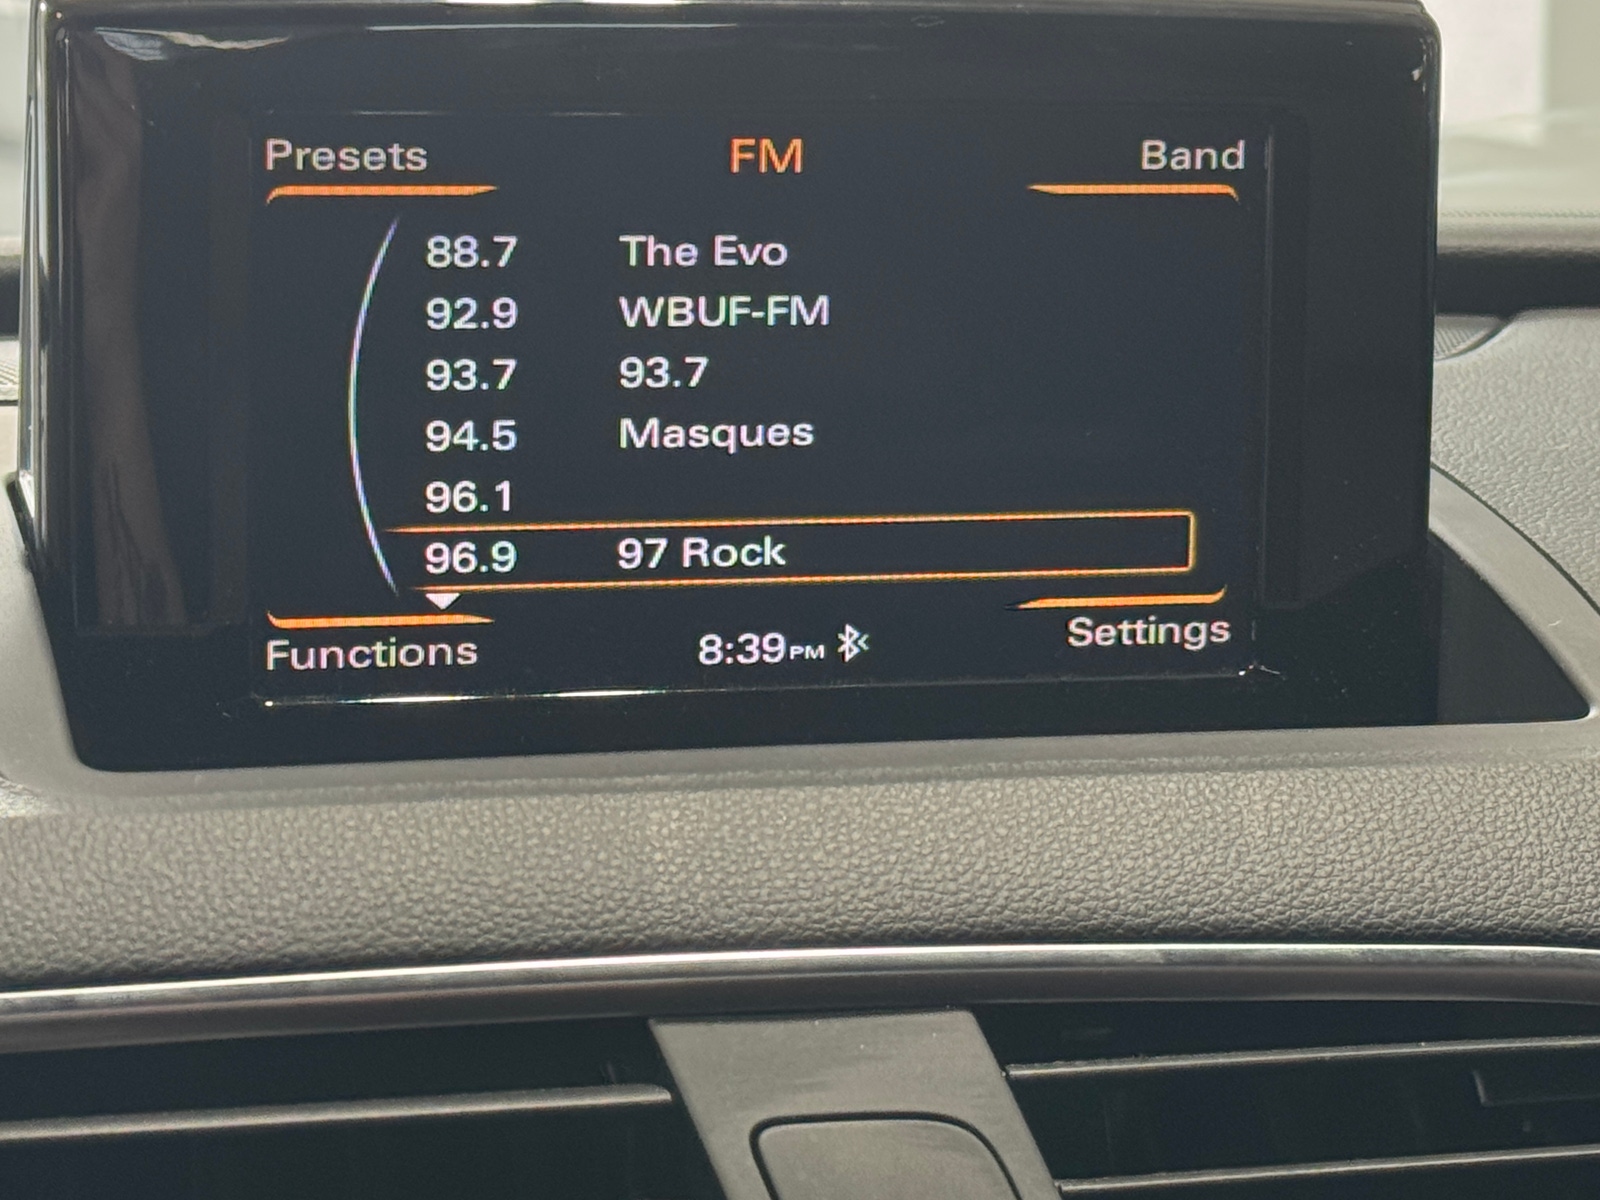 Presets FM Band
88.7 The Evo
92.9 WBUF-FM
93.7 93.7
94.5 Masques
96.1
96.9 97 Rock
Functions 8:39PM Settings